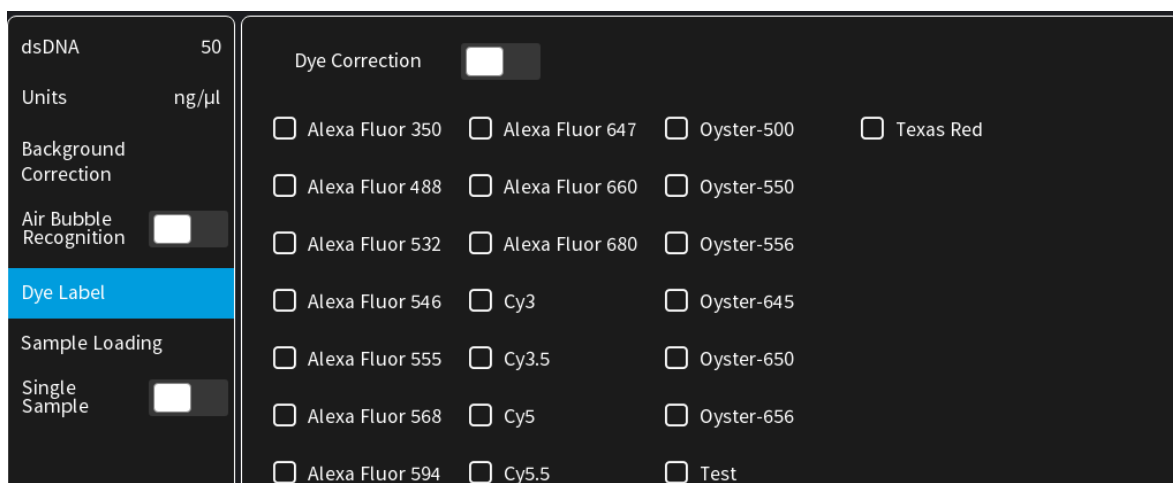 dsDNA 50
Units ng/µl
Background
Correction
Air Bubble
Recognition
Dye Label
Sample Loading
Single
Sample
Dye Correction
Alexa Fluor 350 Alexa Fluor 647 Oyster-500 Texas Red
Alexa Fluor 488 Alexa Fluor 660 Oyster-550
Alexa Fluor 532 Alexa Fluor 680 Oyster-556
Alexa Fluor 546 Cy3 Oyster-645
Alexa Fluor 555 Cy3.5 Oyster-650
Alexa Fluor 568 Cy5 Oyster-656
Alexa Fluor 594 Cy5.5 Test